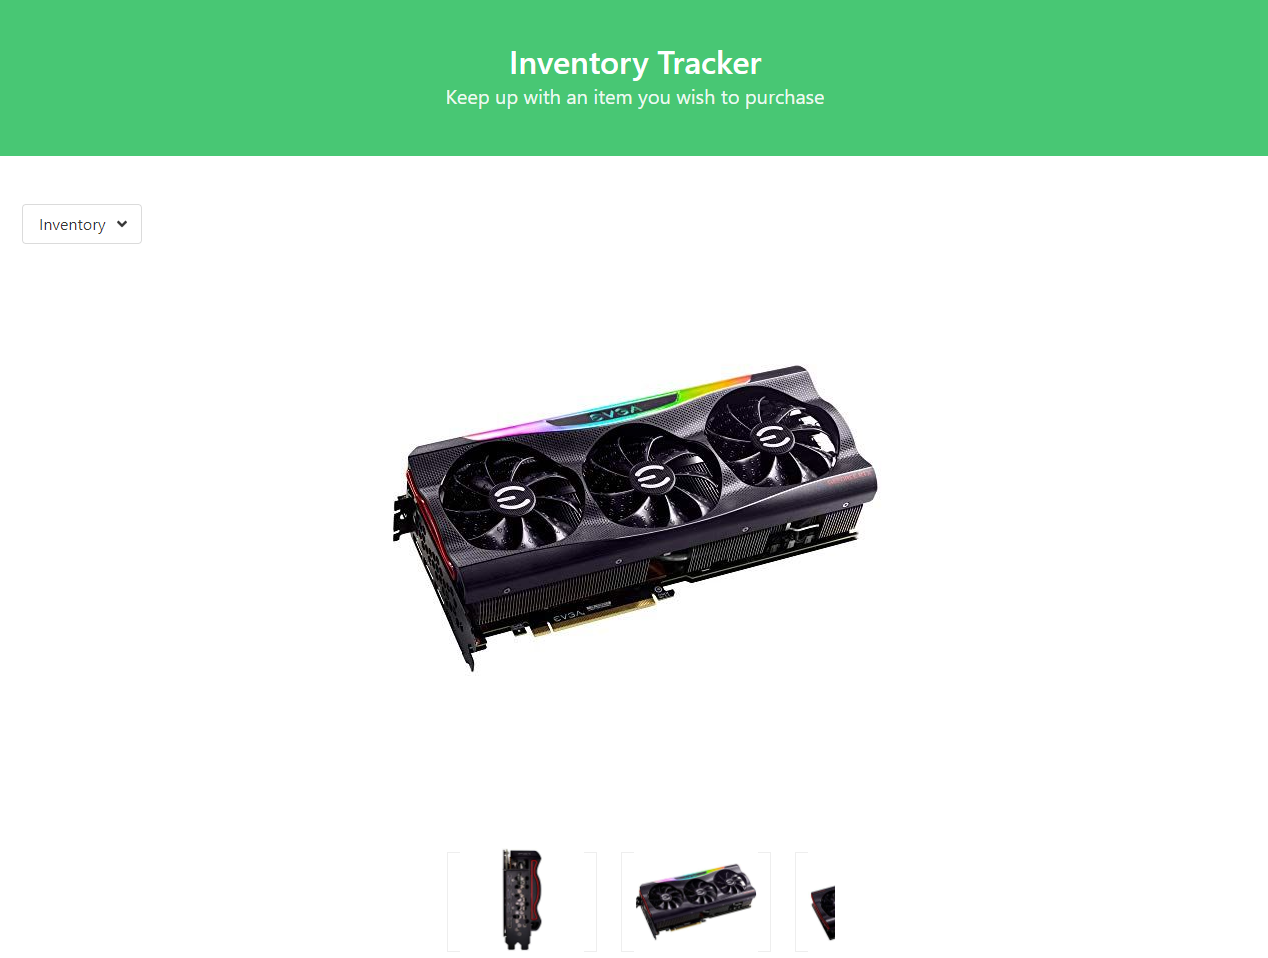 Inventory Tracker
Keep up with an item you wish to purchase
Inventory
EVGA
EVGA